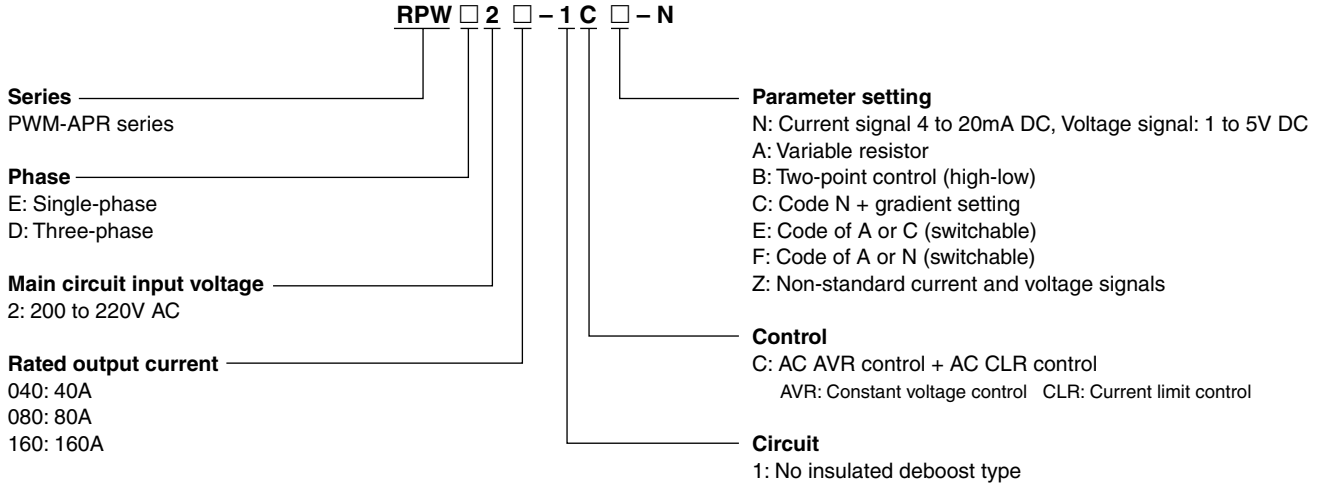 RPW □ 2 □ – 1 C □ – N
Series
PWM-APR series
Phase
E: Single-phase
D: Three-phase
Main circuit input voltage
2: 200 to 220V AC
Rated output current
040: 40A
080: 80A
160: 160A
Parameter setting
N: Current signal 4 to 20mA DC, Voltage signal: 1 to 5V DC
A: Variable resistor
B: Two-point control (high-low)
C: Code N + gradient setting
E: Code of A or C (switchable)
F: Code of A or N (switchable)
Z: Non-standard current and voltage signals
Control
C: AC AVR control + AC CLR control
AVR: Constant voltage control CLR: Current limit control
Circuit
1: No insulated deboost type